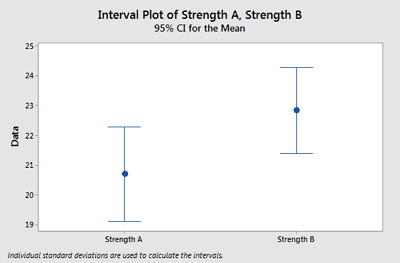 Interval Plot of Strength A, Strength B
95% CI for the Mean
25
24
23
22
21
20
19
Data
Strength A Strength B
Individual standard deviations are used to calculate the intervals.